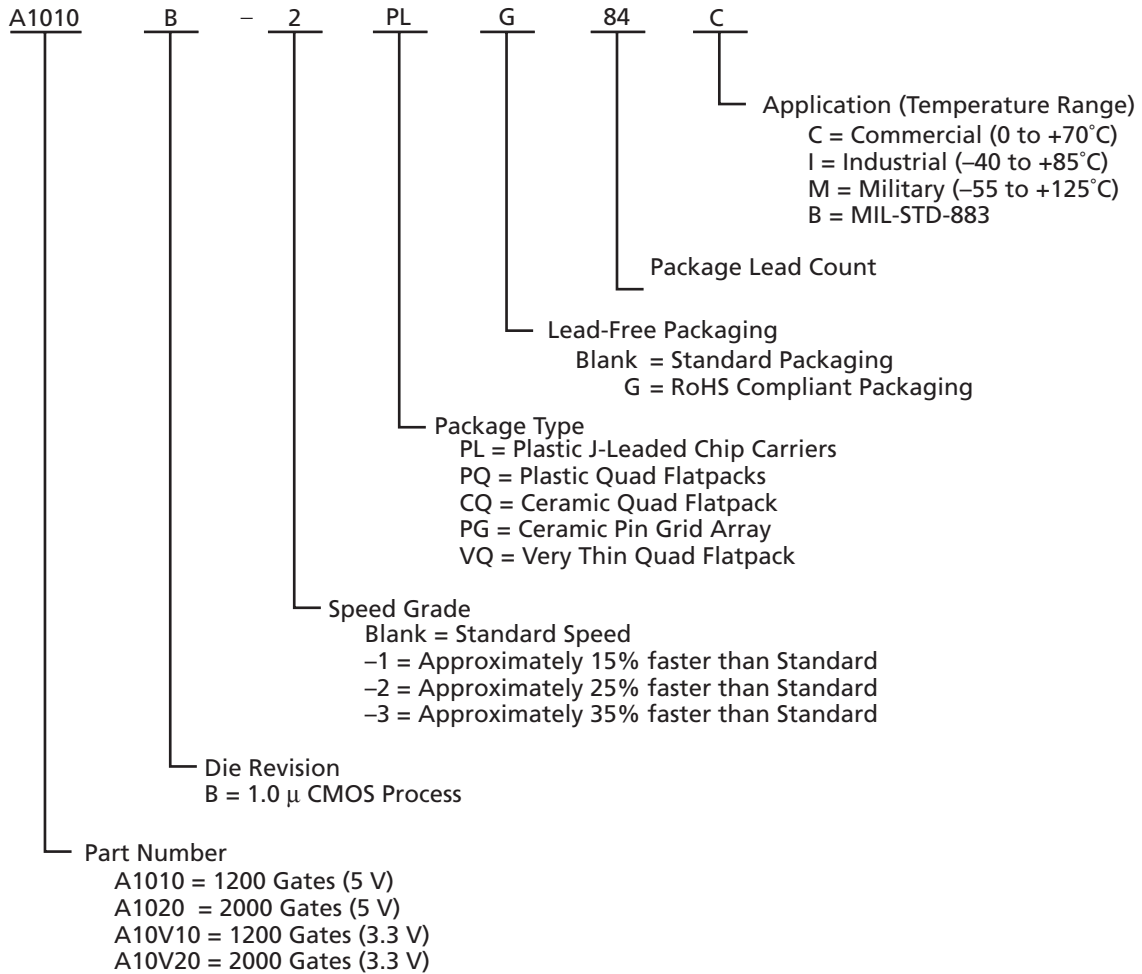 A1010 B – 2 PL G 84 C
Application (Temperature Range)
C = Commercial (0 to +70˚C)
I = Industrial (–40 to +85˚C)
M = Military (–55 to +125˚C)
B = MIL-STD-883
Package Lead Count
Lead-Free Packaging
Blank = Standard Packaging
G = RoHS Compliant Packaging
Package Type
PL = Plastic J-Leaded Chip Carriers
PQ = Plastic Quad Flatpacks
CQ = Ceramic Quad Flatpack
PG = Ceramic Pin Grid Array
VQ = Very Thin Quad Flatpack
Speed Grade
Blank = Standard Speed
–1 = Approximately 15% faster than Standard
–2 = Approximately 25% faster than Standard
–3 = Approximately 35% faster than Standard
Die Revision
B = 1.0 μ CMOS Process
Part Number
A1010 = 1200 Gates (5 V)
A1020 = 2000 Gates (5 V)
A10V10 = 1200 Gates (3.3 V)
A10V20 = 2000 Gates (3.3 V)